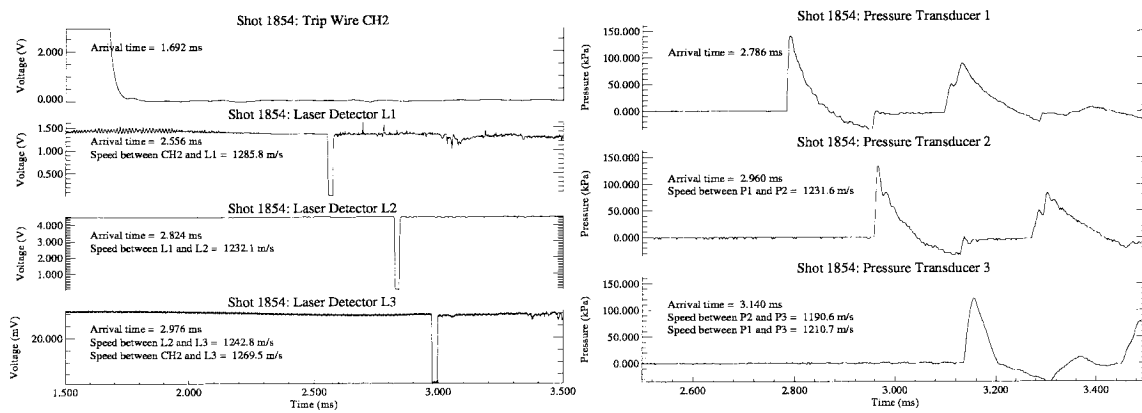 Shot 1854: Trip Wire CH2
Voltage (V)
2.000
0.000
Arrival time = 1.692 ms
Shot 1854: Laser Detector L1
Voltage (V)
1.500
1.000
0.500
Arrival time = 2.556 ms
Speed between CH2 and L1 = 1285.8 m/s
Shot 1854: Laser Detector L2
Voltage (V)
4.000
3.000
2.000
1.000
Arrival time = 2.824 ms
Speed between L1 and L2 = 1232.1 m/s
Shot 1854: Laser Detector L3
Voltage (mV)
20.000
Arrival time = 2.976 ms
Speed between L2 and L3 = 1242.8 m/s
Speed between CH2 and L3 = 1269.5 m/s
1.500 2.000 2.500 3.000 3.500
Time (ms)
Shot 1854: Pressure Transducer 1
Pressure (kPa)
150.000
100.000
50.000
0.000
Arrival time = 2.786 ms
Shot 1854: Pressure Transducer 2
Pressure (kPa)
150.000
100.000
50.000
0.000
Arrival time = 2.960 ms
Speed between P1 and P2 = 1231.6 m/s
Shot 1854: Pressure Transducer 3
Pressure (kPa)
150.000
100.000
50.000
0.000
Arrival time = 3.140 ms
Speed between P2 and P3 = 1190.6 m/s
Speed between P1 and P3 = 1210.7 m/s
2.600 2.800 3.000 3.200 3.400
Time (ms)